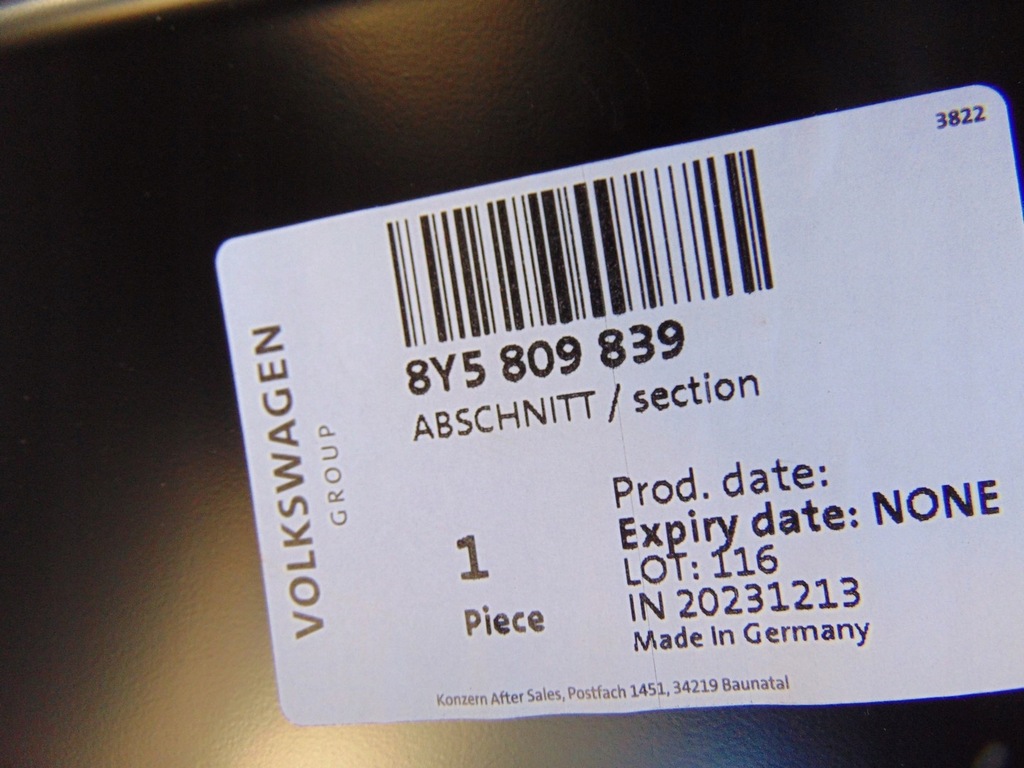 3822
8Y5 809 839
ABSCHNITT / section
VOLKSWAGEN
GROUP
Prod. date:
Expiry date: NONE
LOT: 116
IN 20231213
Made In Germany
1
Piece
Konzern After Sales, Postfach 1451, 34219 Baunatal